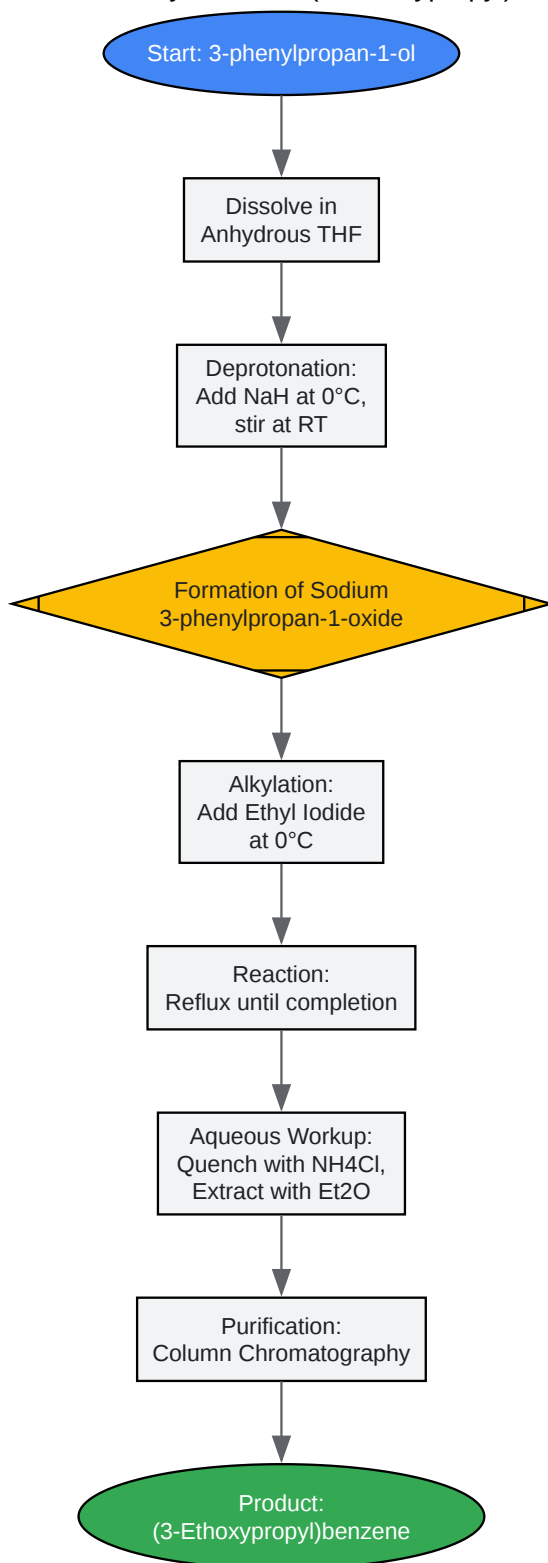 Start: 3-phenylpropan-1-ol
Dissolve in
Anhydrous THF
Deprotonation:
Add NaH at 0°C,
stir at RT
Formation of Sodium
3-phenylpropan-1-oxide
Alkylation:
Add Ethyl Iodide
at 0°C
Reaction:
Reflux until completion
Aqueous Workup:
Quench with NH4Cl,
Extract with Et2O
Purification:
Column Chromatography
Product:
(3-Ethoxypropyl)benzene